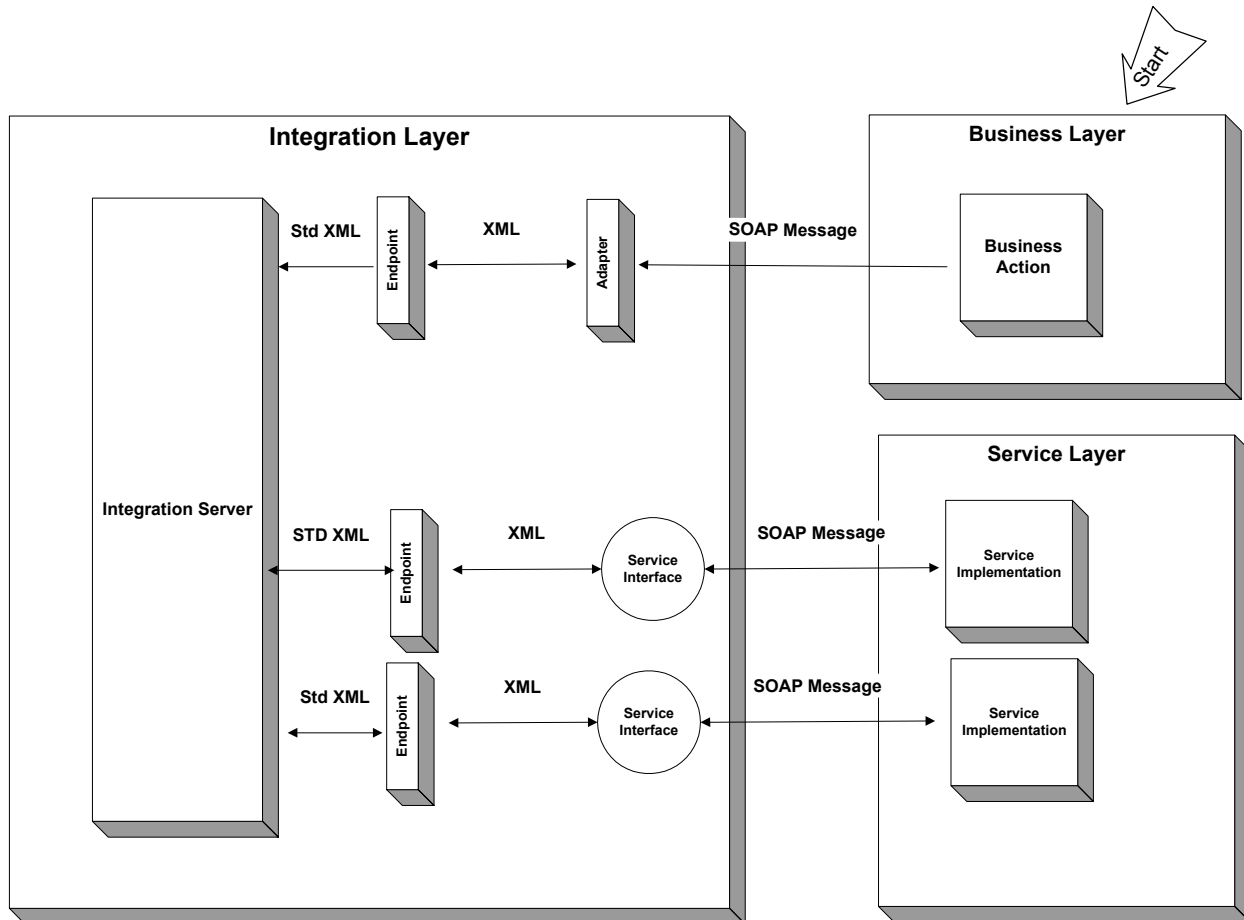 Start
Integration Layer
Business Layer
Std XML
Endpoint
XML
Adapter
SOAP Message
Business
Action
Service Layer
Integration Server
STD XML
Endpoint
XML
Service
Interface
SOAP Message
Service
Implementation
Std XML
Endpoint
XML
Service
Interface
SOAP Message
Service
Implementation